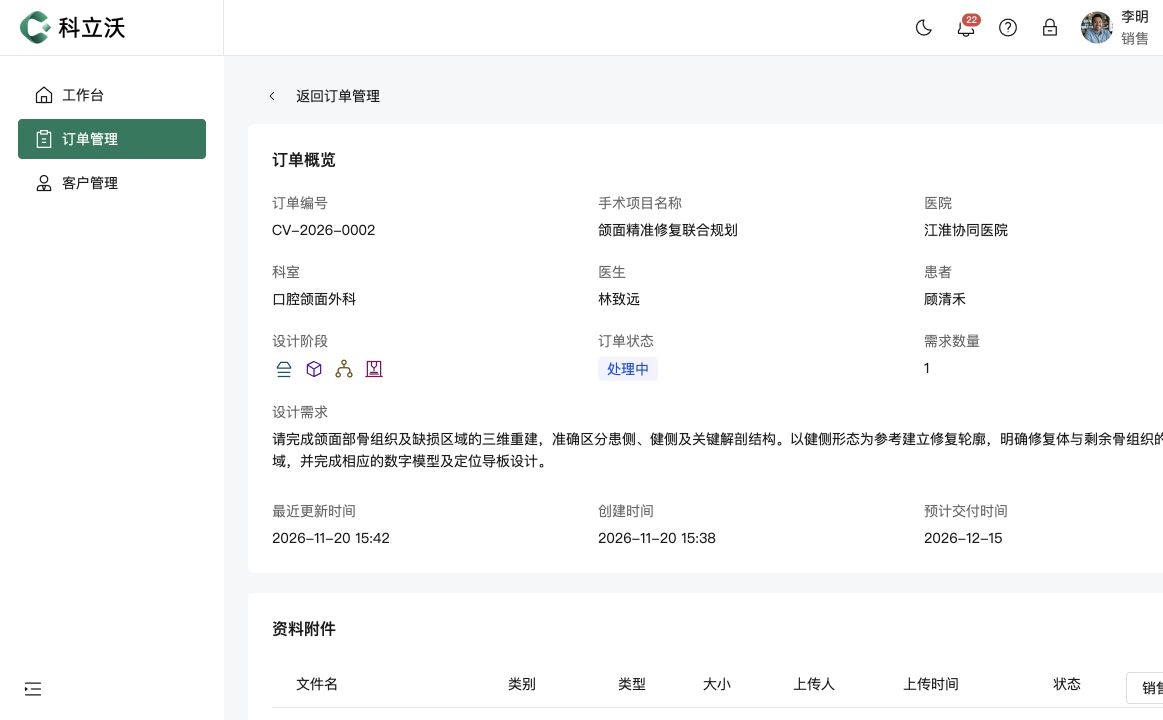 科立沃
22
李明
销售
工作台
订单管理
客户管理
返回订单管理
订单概览
订单编号
手术项目名称
医院
CV-2026-0002
颌面精准修复联合规划
江淮协同医院
科室
医生
患者
口腔颌面外科
林致远
顾清禾
设计阶段
订单状态
需求数量
处理中
1
设计需求
请完成颌面部骨组织及缺损区域的三维重建，准确区分患侧、健侧及关键解剖结构。以健侧形态为参考建立修复轮廓，明确修复体与剩余骨组织的
域，并完成相应的数字模型及定位导板设计。
最近更新时间
创建时间
预计交付时间
2026-11-20 15:42
2026-11-20 15:38
2026-12-15
资料附件
文件名
类别
类型
大小
上传人
上传时间
状态
销售